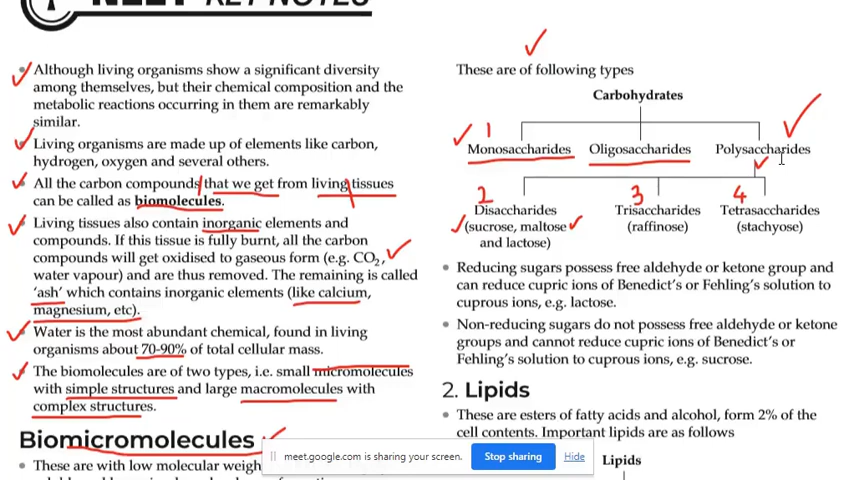 Although living organisms show a significant diversity
among themselves, but their chemical composition and the
metabolic reactions occurring in them are remarkably
similar.
Living organisms are made up of elements like carbon,
hydrogen, oxygen and several others.
All the carbon compounds that we get from living tissues
can be called as biomolecules.
Living tissues also contain inorganic elements and
compounds. If this tissue is fully burnt, all the carbon
compounds will get oxidised to gaseous form (e.g. CO₂,
water vapour) and are thus removed. The remaining is called
‘ash’ which contains inorganic elements (like calcium,
magnesium, etc).
Water is the most abundant chemical, found in living
organisms about 70-90% of total cellular mass.
The biomolecules are of two types, i.e. small micromolecules
with simple structures and large macromolecules with
complex structures.
Biomicromolecules
These are with low molecular weigh
These are of following types
Carbohydrates
1
Monosaccharides Oligosaccharides Polysaccharides
2 3 4
Disaccharides Trisaccharides Tetrasaccharides
(sucrose, maltose (raffinose) (stachyose)
and lactose)
Reducing sugars possess free aldehyde or ketone group and
can reduce cupric ions of Benedict’s or Fehling’s solution to
cuprous ions, e.g. lactose.
Non-reducing sugars do not possess free aldehyde or ketone
groups and cannot reduce cupric ions of Benedict’s or
Fehling’s solution to cuprous ions, e.g. sucrose.
2. Lipids
These are esters of fatty acids and alcohol, form 2% of the
cell contents. Important lipids are as follows
Lipids
meet.google.com is sharing your screen. Stop sharing Hide